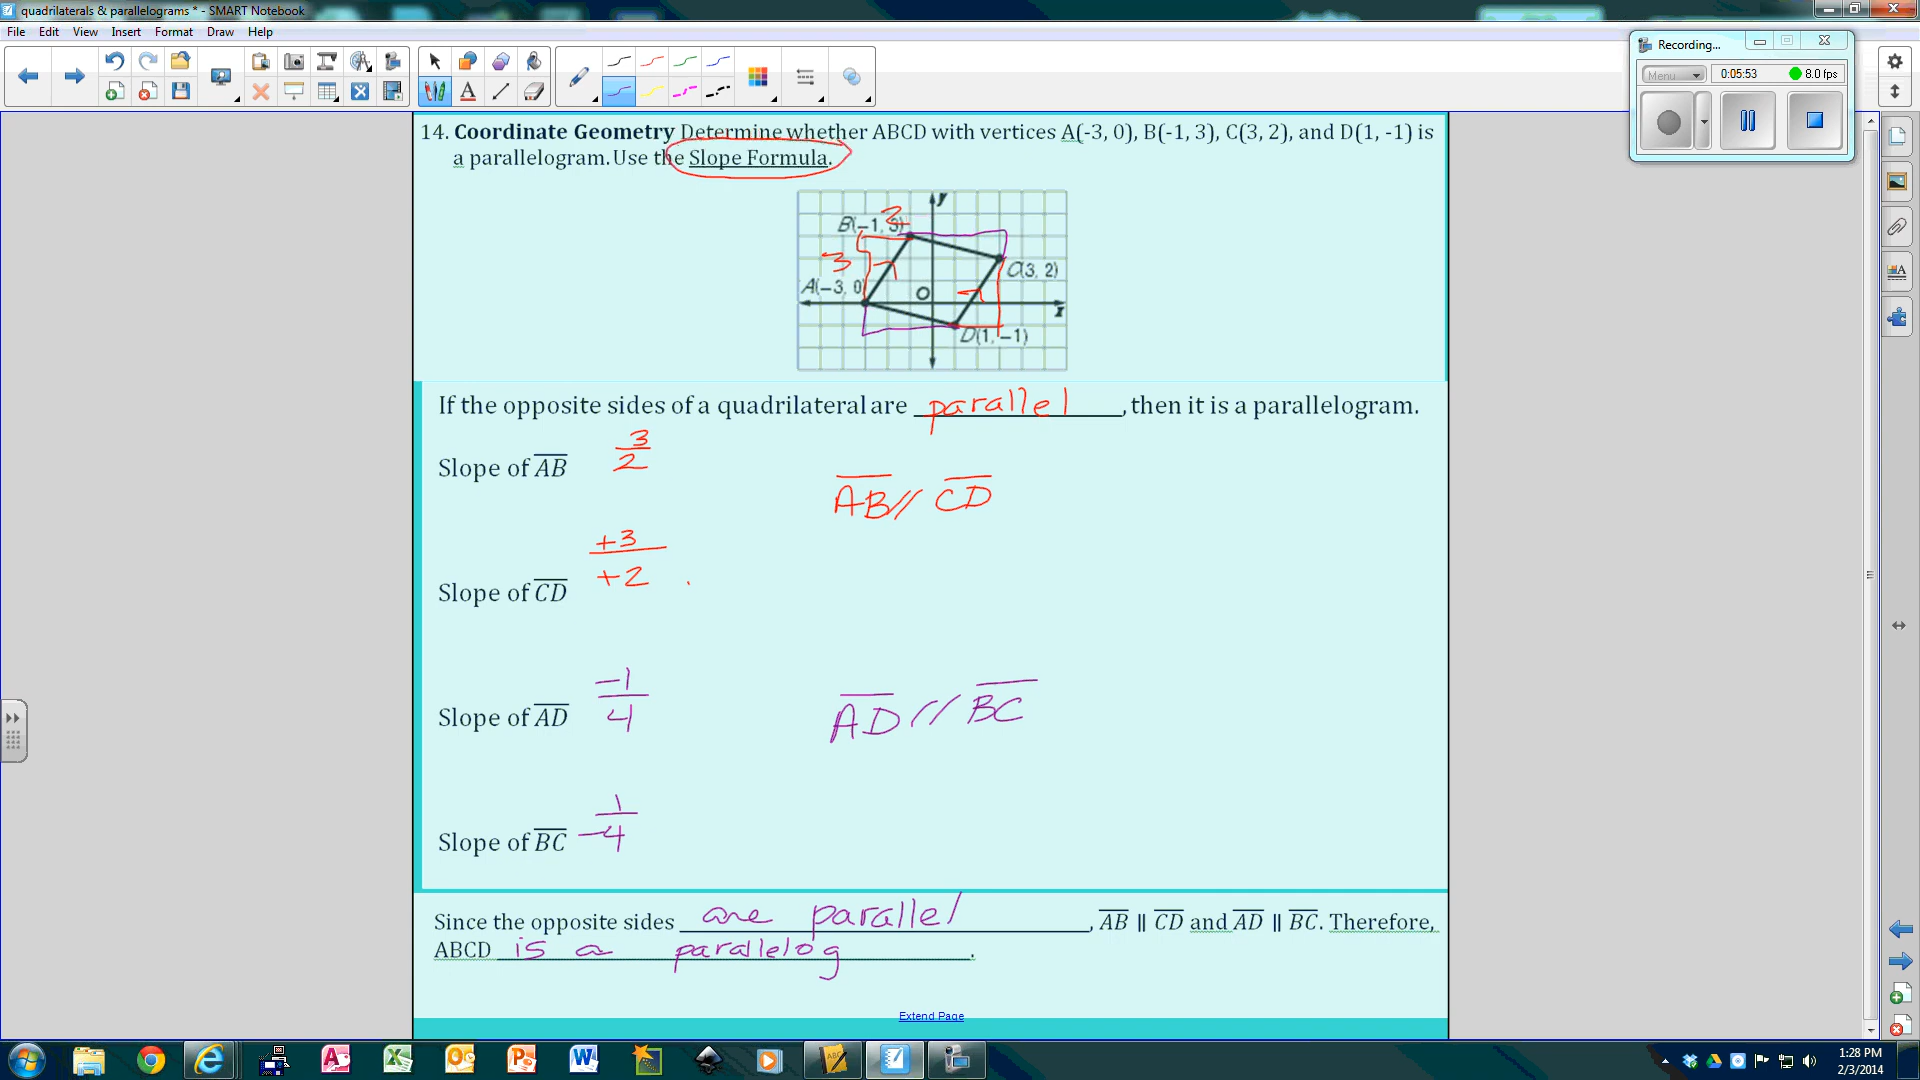 quadrilaterals & parallelograms * - SMART Notebook
File Edit View Insert Format Draw Help
Recording...
Menu 0:05:53 8.0 fps
14. Coordinate Geometry Determine whether ABCD with vertices A(-3, 0), B(-1, 3), C(3, 2), and D(1, -1) is
a parallelogram. Use the Slope Formula.
y
2
B(−1, 3)
3
C(3, 2)
A(−3, 0)
O
x
D(1, −1)
If the opposite sides of a quadrilateral are parallel, then it is a parallelogram.
Slope of AB 3/2
AB // CD
Slope of CD +3/+2
Slope of AD −1/4
AD // BC
Slope of BC 1/−4
Since the opposite sides are parallel, AB ∥ CD and AD ∥ BC. Therefore,
ABCD is a parallelog.
Extend Page
1:28 PM
2/3/2014